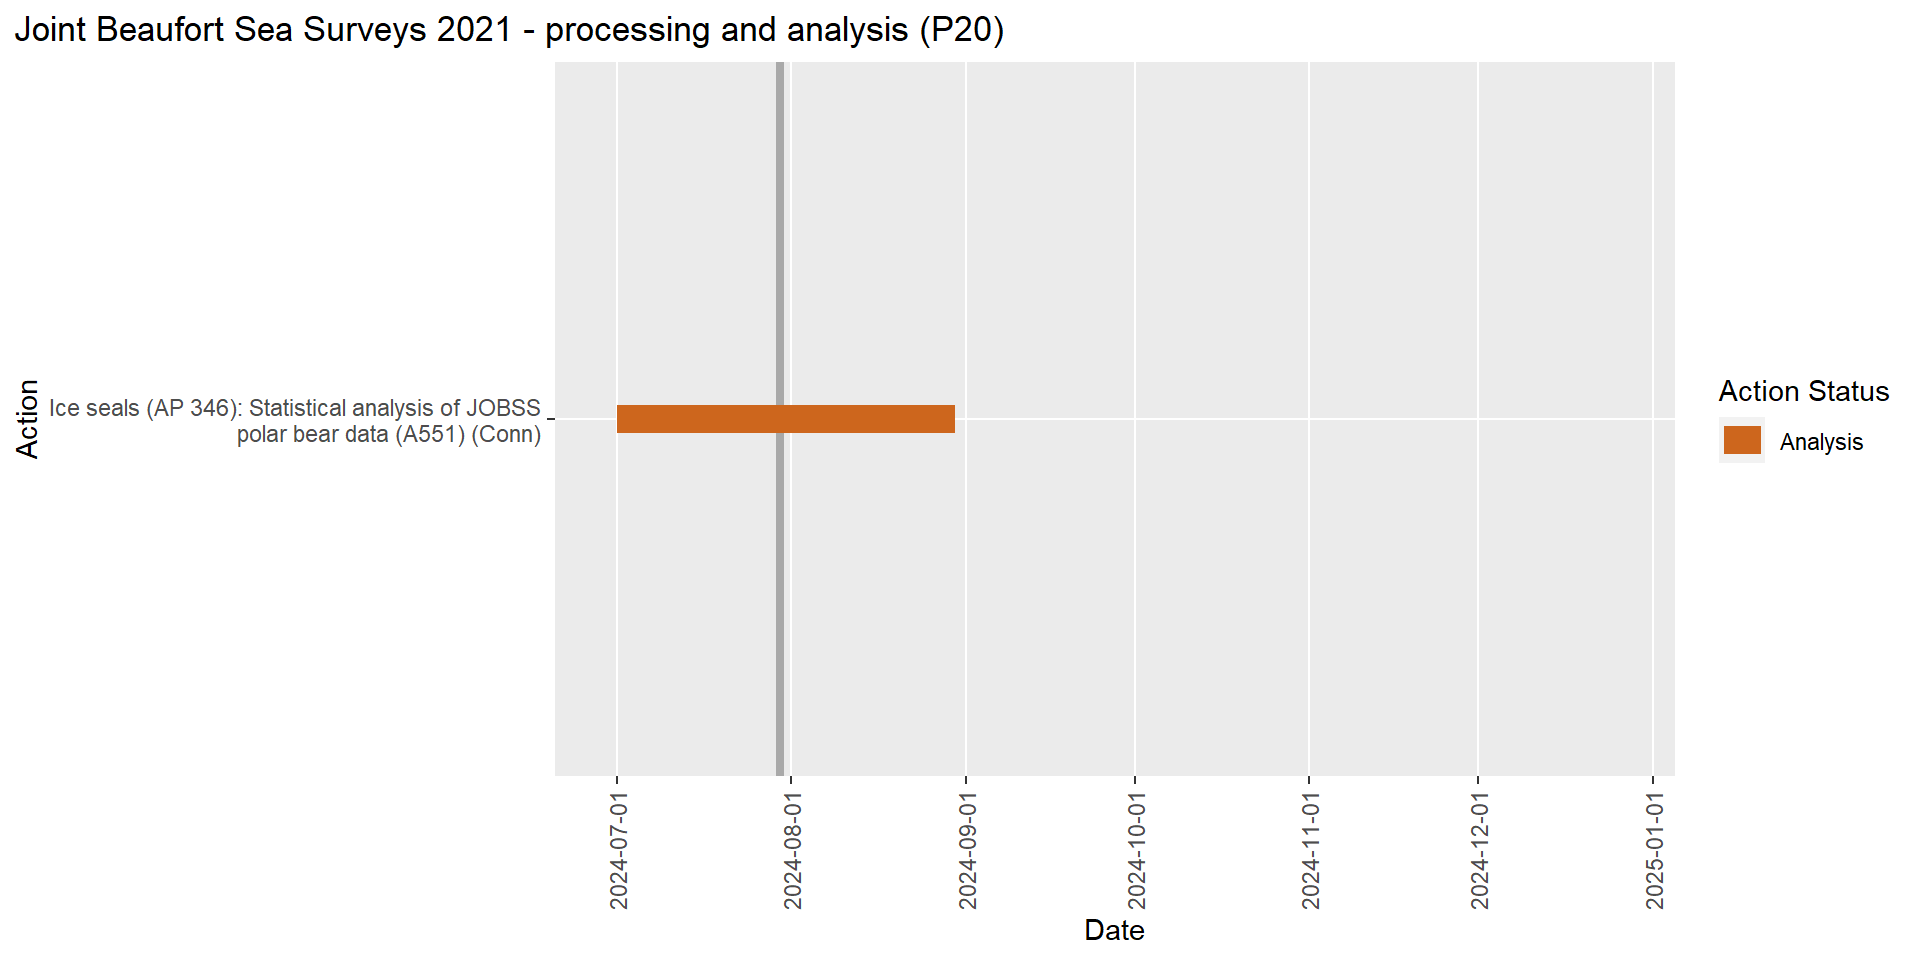 Joint Beaufort Sea Surveys 2021 - processing and analysis (P20)
Action
Ice seals (AP 346): Statistical analysis of JOBSS
polar bear data (A551) (Conn)
2024-07-01
2024-08-01
2024-09-01
2024-10-01
2024-11-01
2024-12-01
2025-01-01
Date
Action Status
Analysis